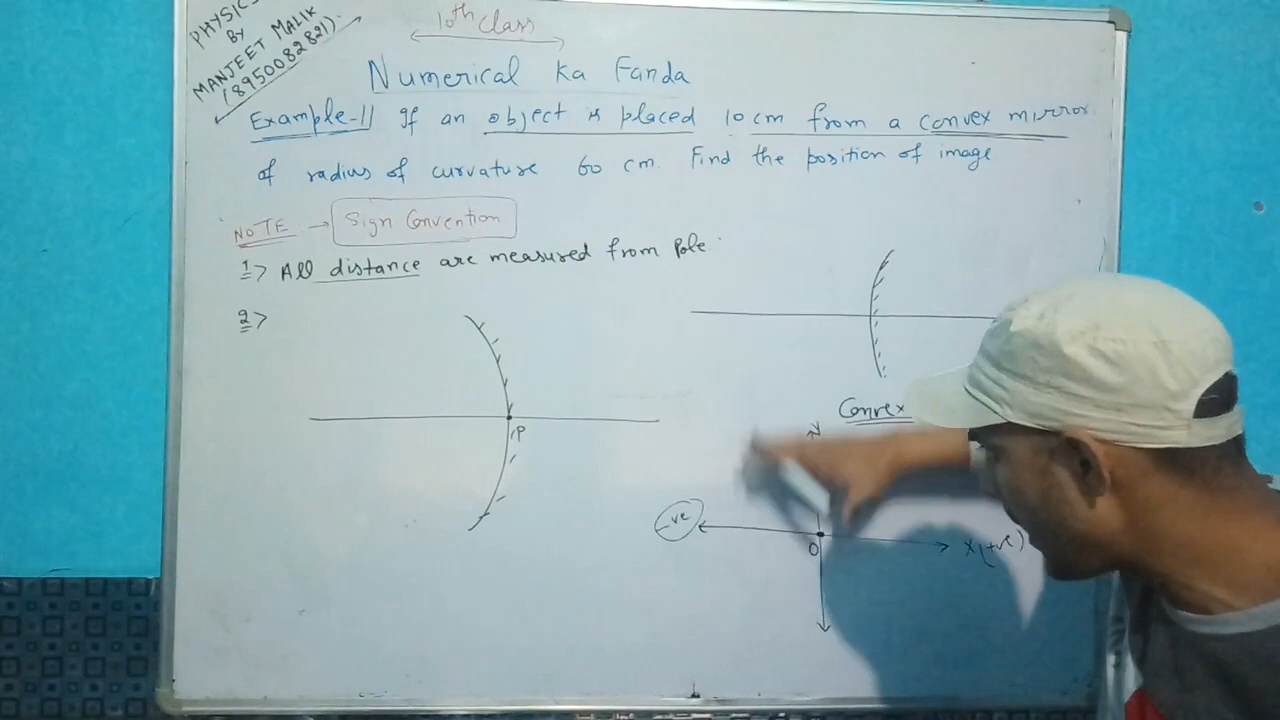 PHYSIC
BY
MANJEET MALIK
(8950082821).
10th class
Numerical Ka Fanda
Example-11 If an object is placed 10 cm from a convex mirror
of radius of curvature 60 cm. Find the position of image
NOTE → Sign Convention
1> All distance are measured from Pole
2>
P
Convex
-ve
O
X(+ve)